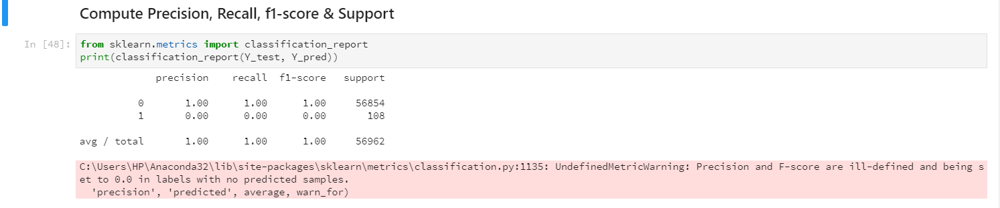 Compute Precision, Recall, f1-score & Support
In [48]: from sklearn.metrics import classification_report
print(classification_report(Y_test, Y_pred))
precision recall f1-score support
0 1.00 1.00 1.00 56854
1 0.00 0.00 0.00 108
avg / total 1.00 1.00 1.00 56962
C:\Users\HP\Anaconda32\lib\site-packages\sklearn\metrics\classification.py:1135: UndefinedMetricWarning: Precision and F-score are ill-defined and being s
et to 0.0 in labels with no predicted samples.
'precision', 'predicted', average, warn_for)